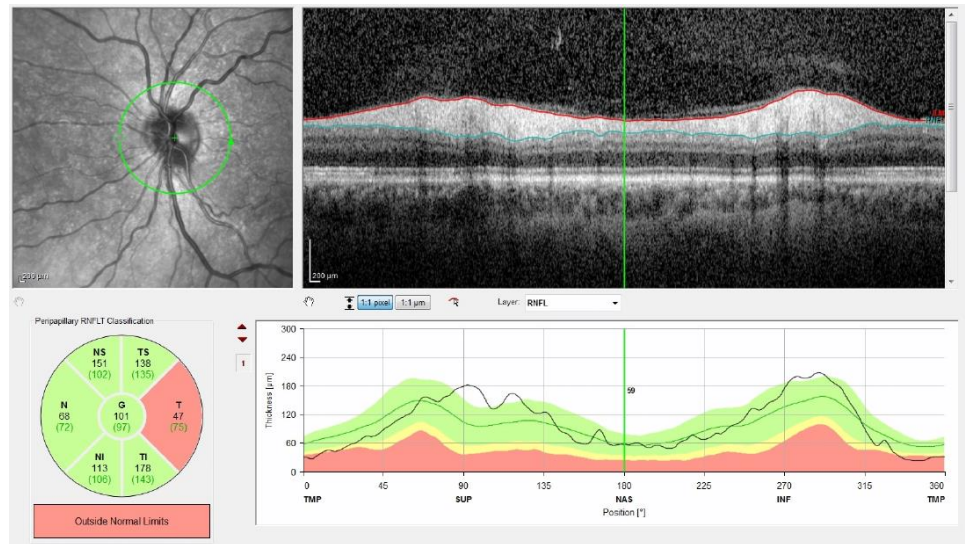 200 µm
200 µm
1:1 pixel
1:1 µm
Layer:
RNFL
Peripapillary RNFLT Classification
NS
151
(102)
TS
138
(135)
N
68
(72)
G
101
(97)
T
47
(75)
NI
113
(106)
TI
178
(143)
Outside Normal Limits
1
Thickness [µm]
300
240
180
120
60
0
59
0 45 90 135 180 225 270 315 360
TMP SUP NAS INF TMP
Position [°]